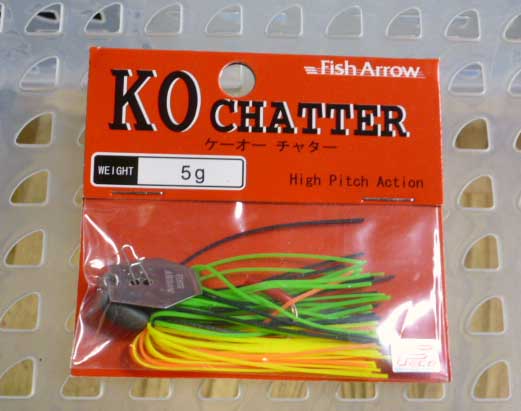 Fish Arrow
KO CHATTER
ケーオー チャター
WEIGHT 5g
High Pitch Action